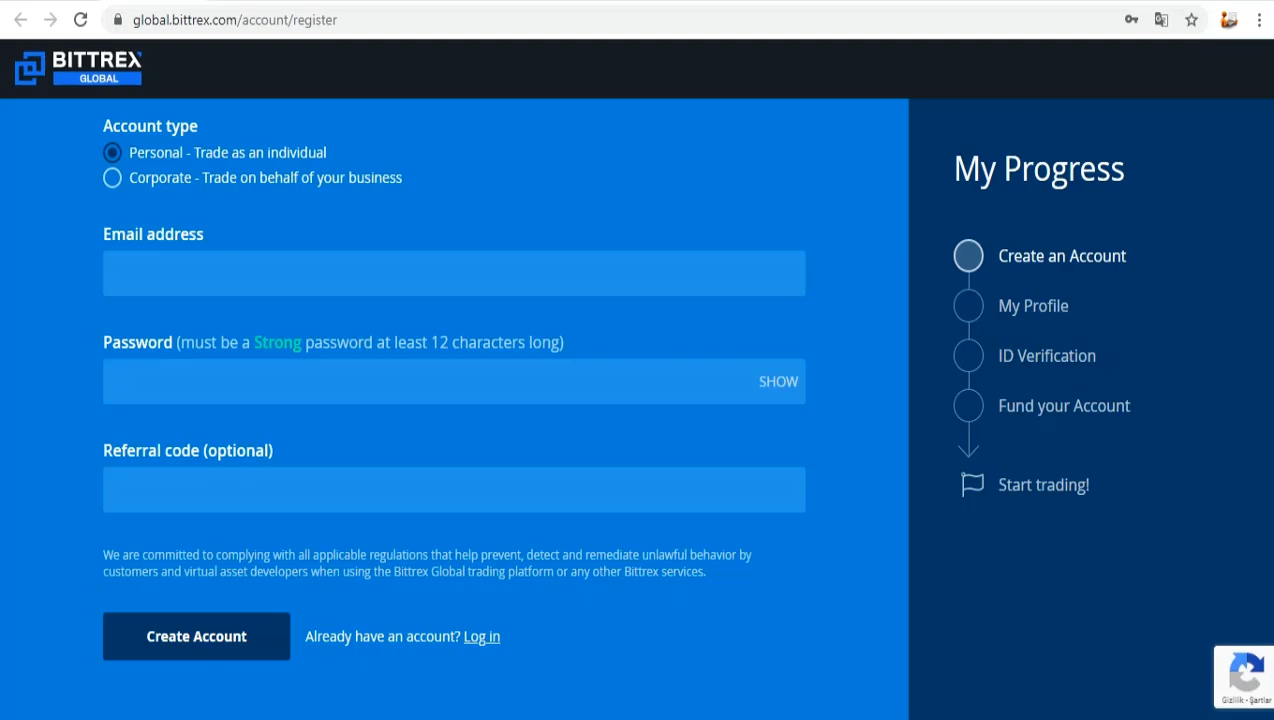 global.bittrex.com/account/register
BITTREX
GLOBAL
Account type
Personal - Trade as an individual
Corporate - Trade on behalf of your business
Email address
Password (must be a Strong password at least 12 characters long)
SHOW
Referral code (optional)
We are committed to complying with all applicable regulations that help prevent, detect and remediate unlawful behavior by
customers and virtual asset developers when using the Bittrex Global trading platform or any other Bittrex services.
Create Account
Already have an account? Log in
My Progress
Create an Account
My Profile
ID Verification
Fund your Account
Start trading!
Gizlilik - Şartlar